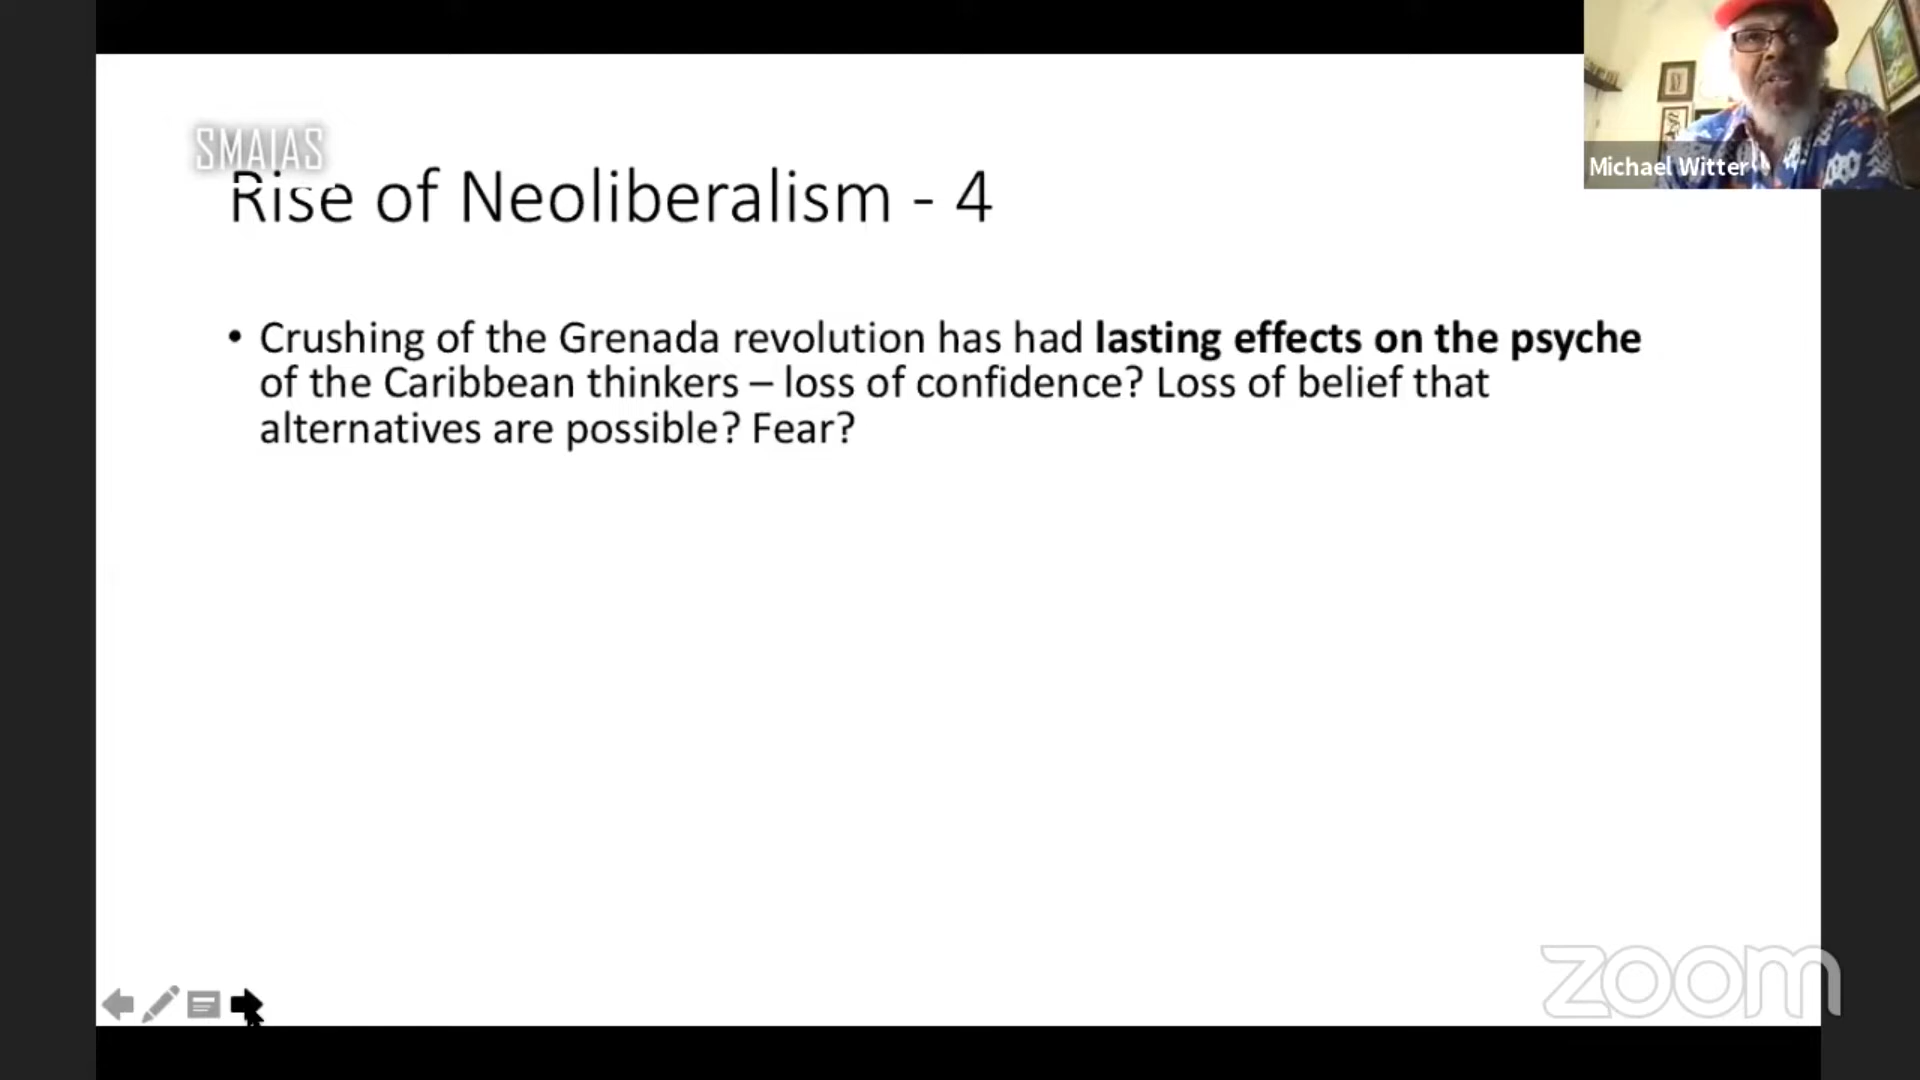 SMAIAS
Rise of Neoliberalism - 4
Michael Witter
• Crushing of the Grenada revolution has had lasting effects on the psyche
of the Caribbean thinkers – loss of confidence? Loss of belief that
alternatives are possible? Fear?
zoom